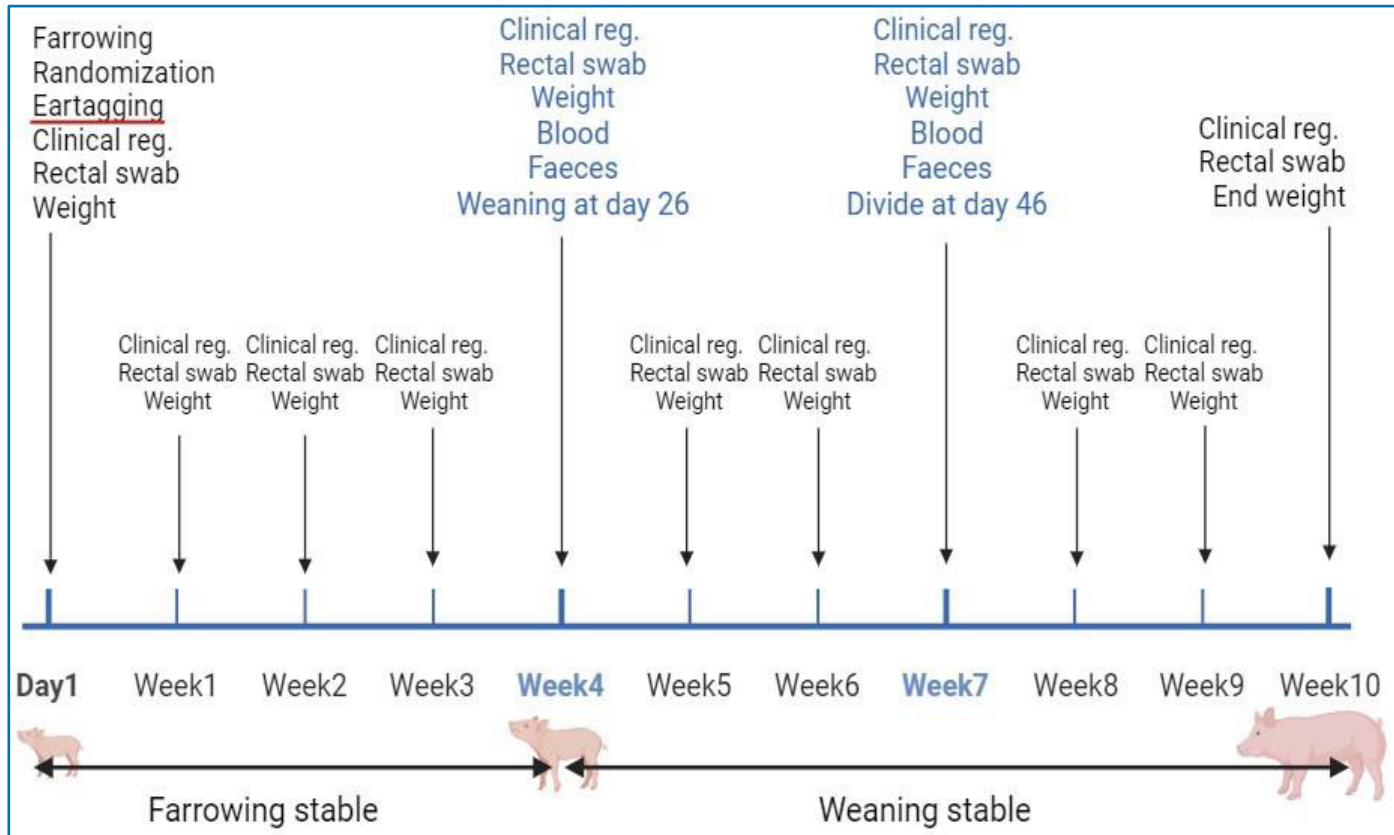 Farrowing
Randomization
Eartagging
Clinical reg.
Rectal swab
Weight
Clinical reg.
Rectal swab
Weight
Blood
Faeces
Weaning at day 26
Clinical reg.
Rectal swab
Weight
Blood
Faeces
Divide at day 46
Clinical reg.
Rectal swab
End weight
Clinical reg.
Rectal swab
Weight
Clinical reg.
Rectal swab
Weight
Clinical reg.
Rectal swab
Weight
Clinical reg.
Rectal swab
Weight
Clinical reg.
Rectal swab
Weight
Clinical reg.
Rectal swab
Weight
Clinical reg.
Rectal swab
Weight
Day1 Week1 Week2 Week3 Week4 Week5 Week6 Week7 Week8 Week9 Week10
Farrowing stable
Weaning stable